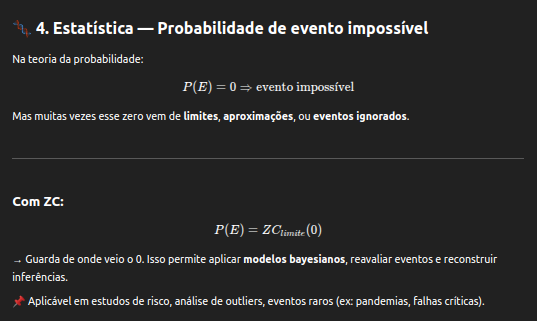 🧬 4. Estatística — Probabilidade de evento impossível
Na teoria da probabilidade:
P(E) = 0 ⇒ evento impossível
Mas muitas vezes esse zero vem de limites, aproximações, ou eventos ignorados.
Com ZC:
P(E) = ZC_{limite}(0)
→ Guarda de onde veio o 0. Isso permite aplicar modelos bayesianos, reavaliar eventos e reconstruir
inferências.
📌 Aplicável em estudos de risco, análise de outliers, eventos raros (ex: pandemias, falhas críticas).